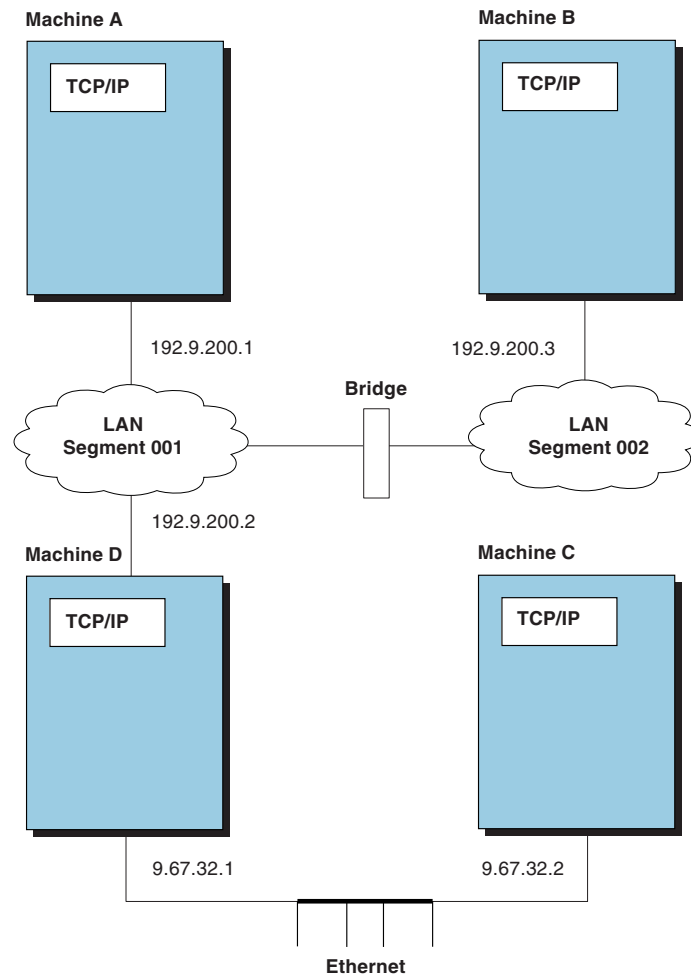 Machine A
Machine B
TCP/IP
TCP/IP
192.9.200.1
192.9.200.3
Bridge
LAN
Segment 001
LAN
Segment 002
192.9.200.2
Machine D
Machine C
TCP/IP
TCP/IP
9.67.32.1
9.67.32.2
Ethernet